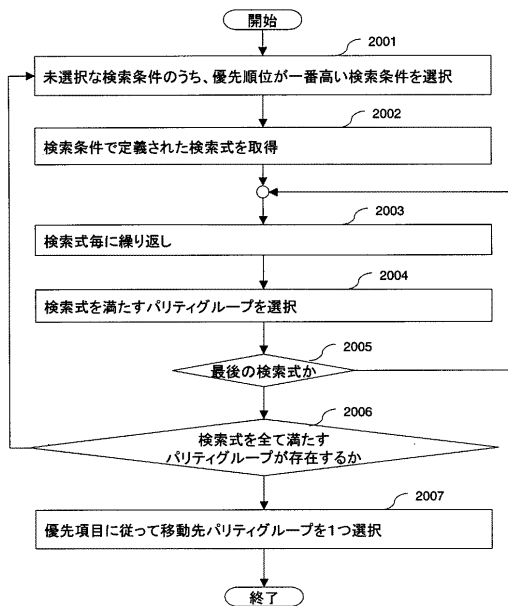 開始
2001
未選択な検索条件のうち、優先順位が一番高い検索条件を選択
2002
検索条件で定義された検索式を取得
2003
検索式毎に繰り返し
2004
検索式を満たすパリティグループを選択
2005
最後の検索式か
2006
検索式を全て満たす
パリティグループが存在するか
2007
優先項目に従って移動先パリティグループを1つ選択
終了